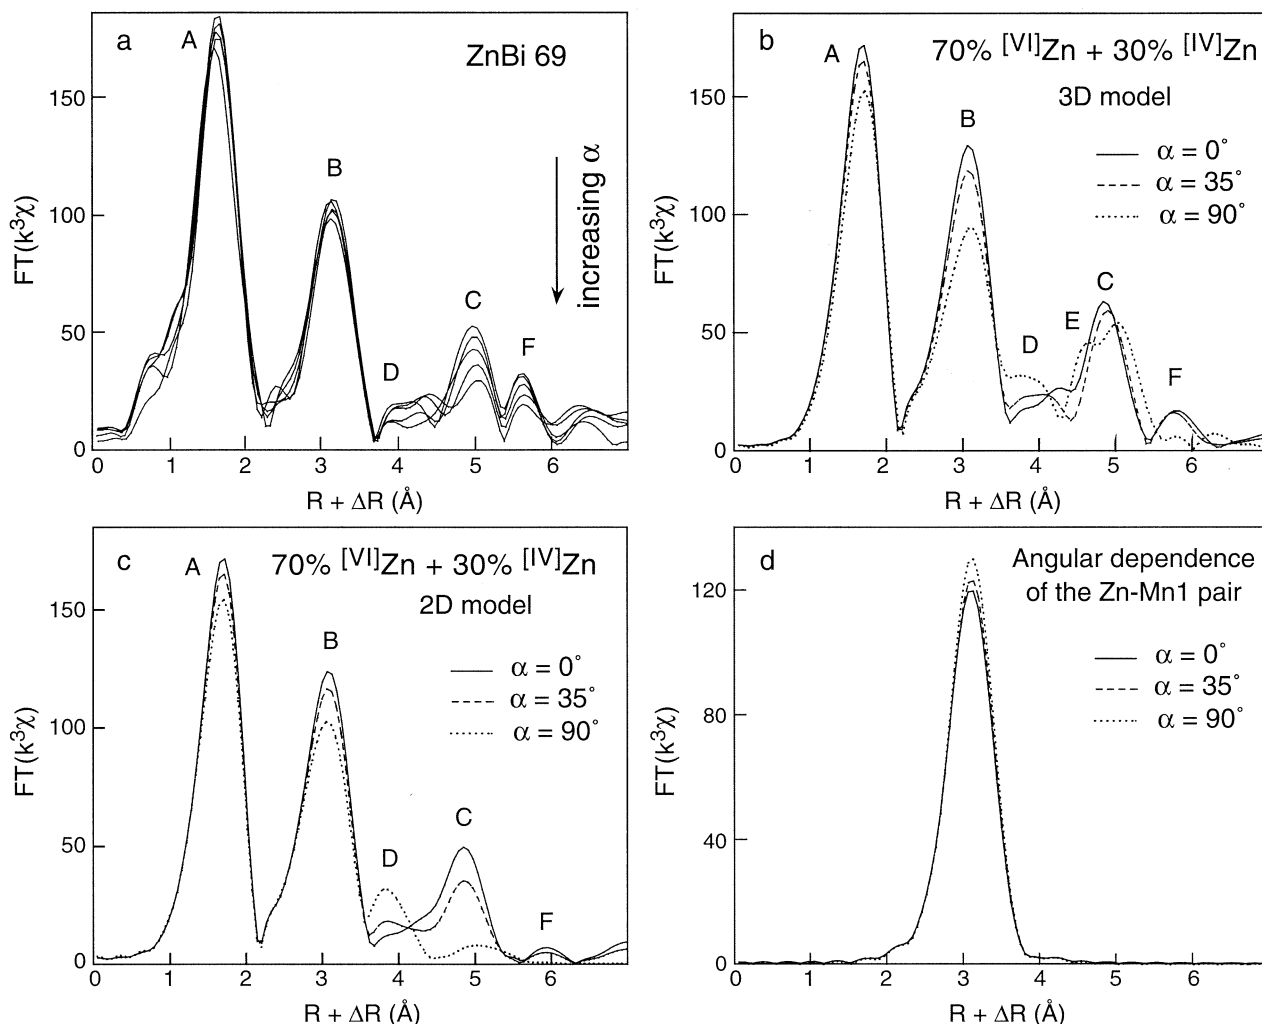 a
A
ZnBi 69
150
B
100
increasing α
FT(k³χ)
C
F
50
D
0
0 1 2 3 4 5 6
R + ΔR (Å)
b
A
70% [VI]Zn + 30% [IV]Zn
3D model
150
B
α = 0°
α = 35°
α = 90°
100
FT(k³χ)
C
E
D
50
F
0
0 1 2 3 4 5 6
R + ΔR (Å)
c
A
70% [VI]Zn + 30% [IV]Zn
2D model
150
B
α = 0°
α = 35°
α = 90°
100
FT(k³χ)
C
D
50
F
0
0 1 2 3 4 5 6
R + ΔR (Å)
d
Angular dependence
of the Zn-Mn1 pair
120
α = 0°
α = 35°
α = 90°
80
FT(k³χ)
40
0
0 1 2 3 4 5 6
R + ΔR (Å)